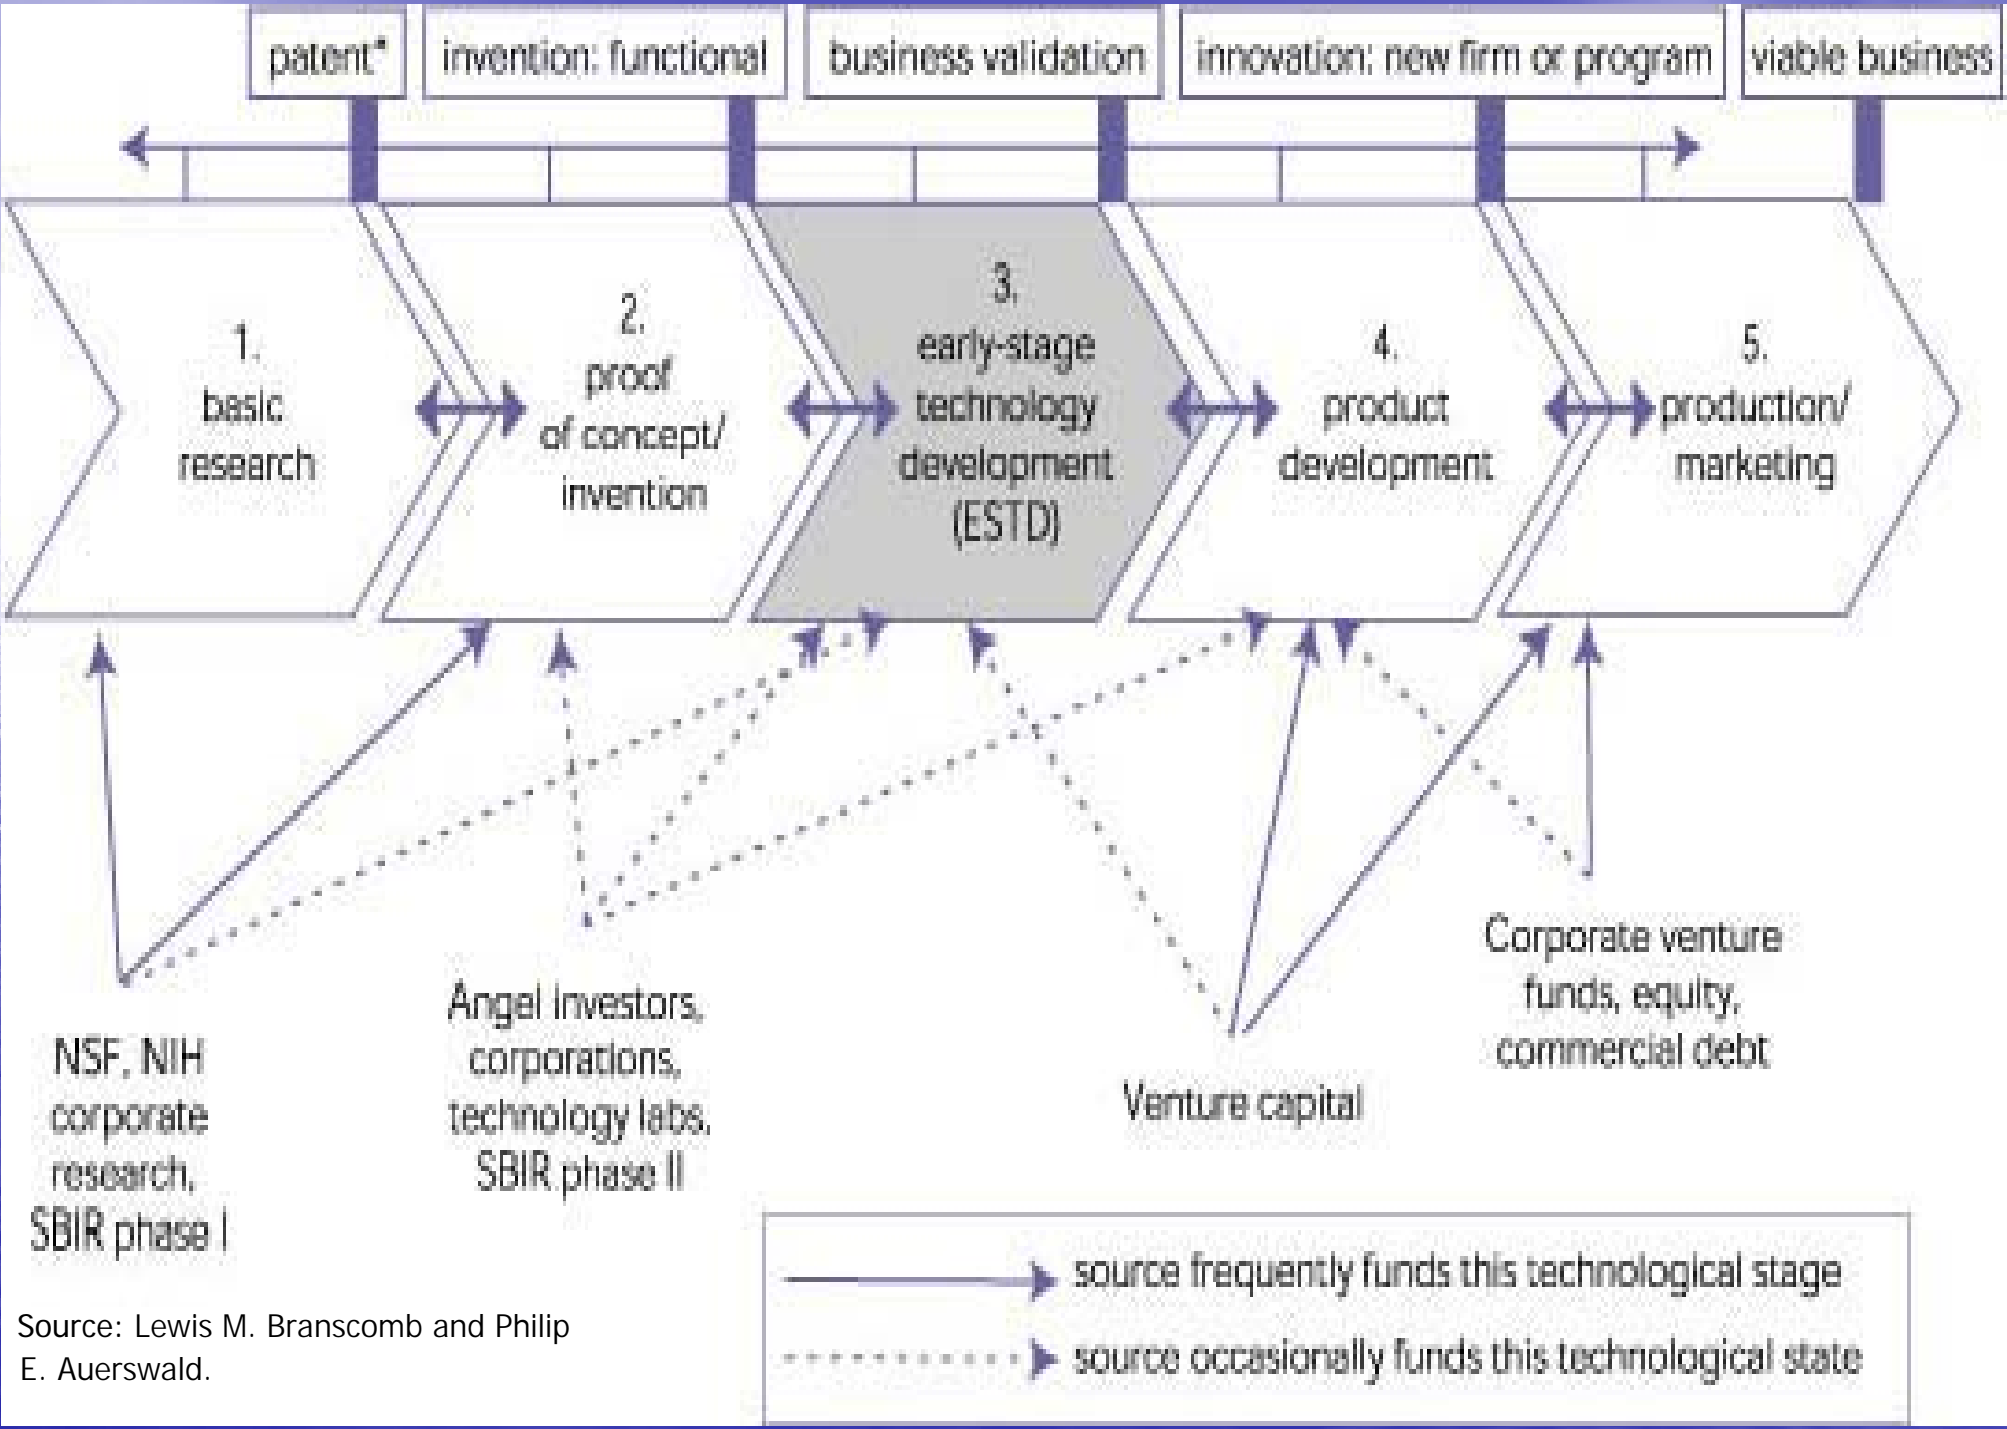 patent*
invention: functional
business validation
innovation: new firm or program
viable business
1.
basic
research
2.
proof
of concept/
invention
3.
early-stage
technology
development
(ESTD)
4.
product
development
5.
production/
marketing
NSF, NIH
corporate
research,
SBIR phase I
Angel investors,
corporations,
technology labs,
SBIR phase II
Venture capital
Corporate venture
funds, equity,
commercial debt
source frequently funds this technological stage
source occasionally funds this technological state
Source: Lewis M. Branscomb and Philip
E. Auerswald.